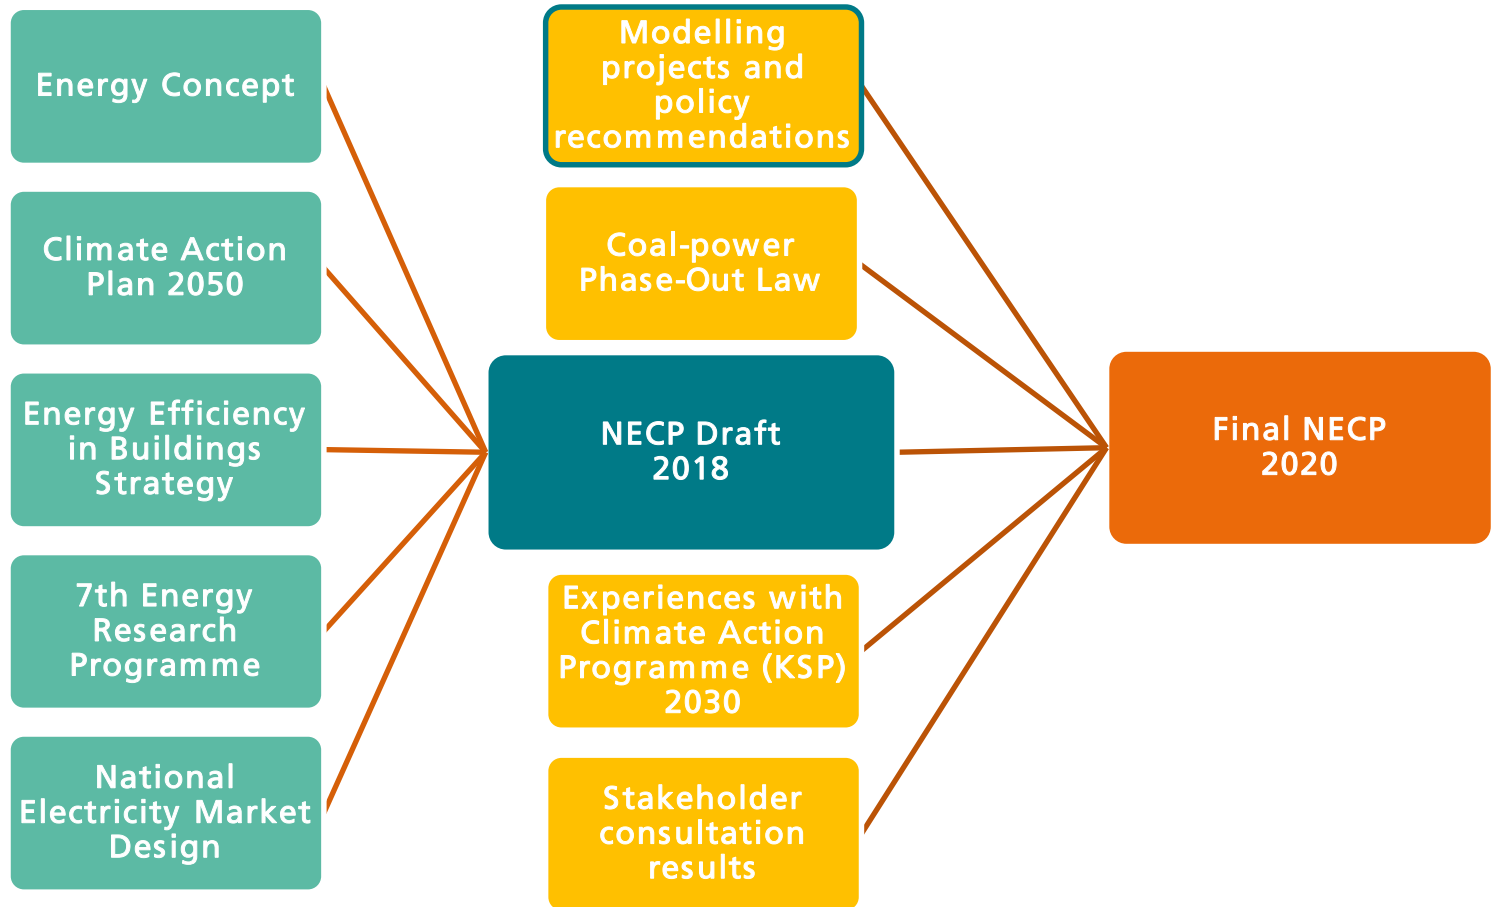 Energy Concept
Climate Action
Plan 2050
Energy Efficiency
in Buildings
Strategy
7th Energy
Research
Programme
National
Electricity Market
Design
Modelling
projects and
policy
recommendations
Coal-power
Phase-Out Law
NECP Draft
2018
Experiences with
Climate Action
Programme (KSP)
2030
Stakeholder
consultation
results
Final NECP
2020